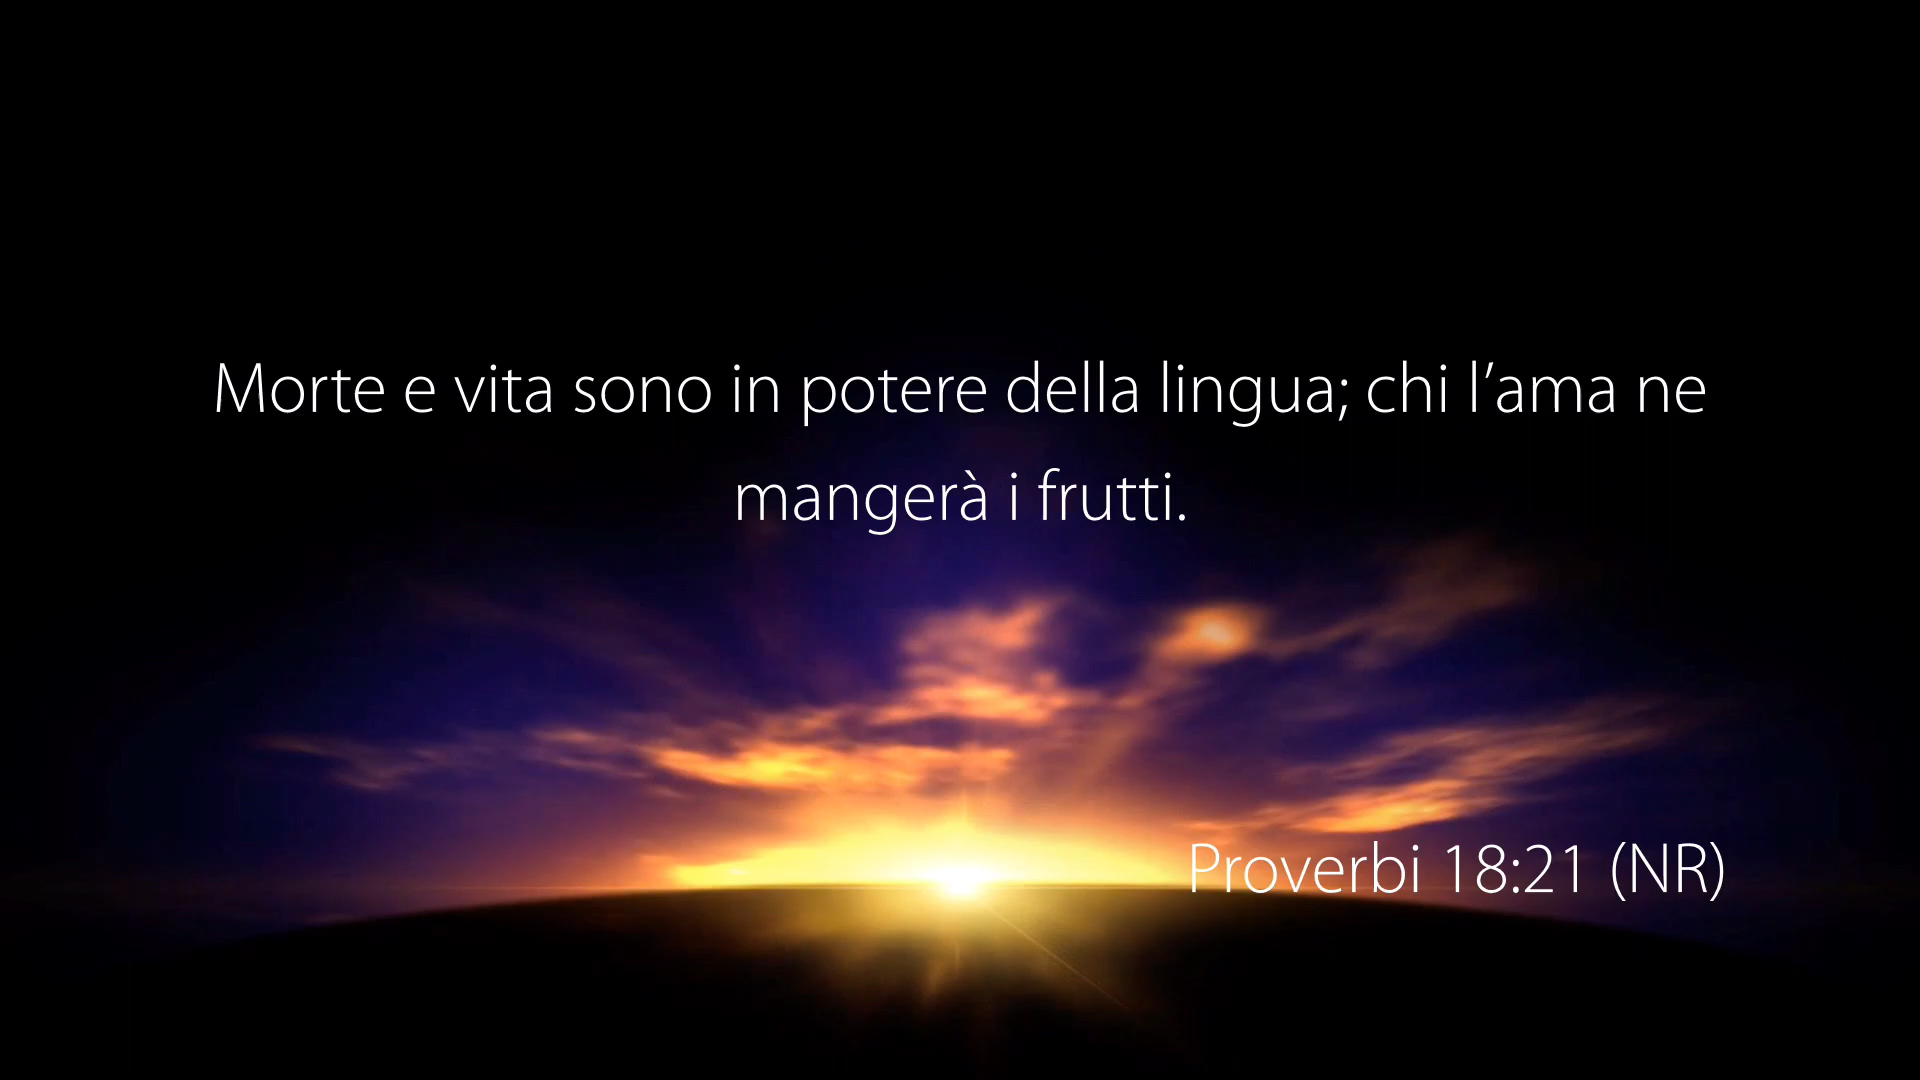 Morte e vita sono in potere della lingua; chi l’ama ne
mangerà i frutti.
Proverbi 18:21 (NR)